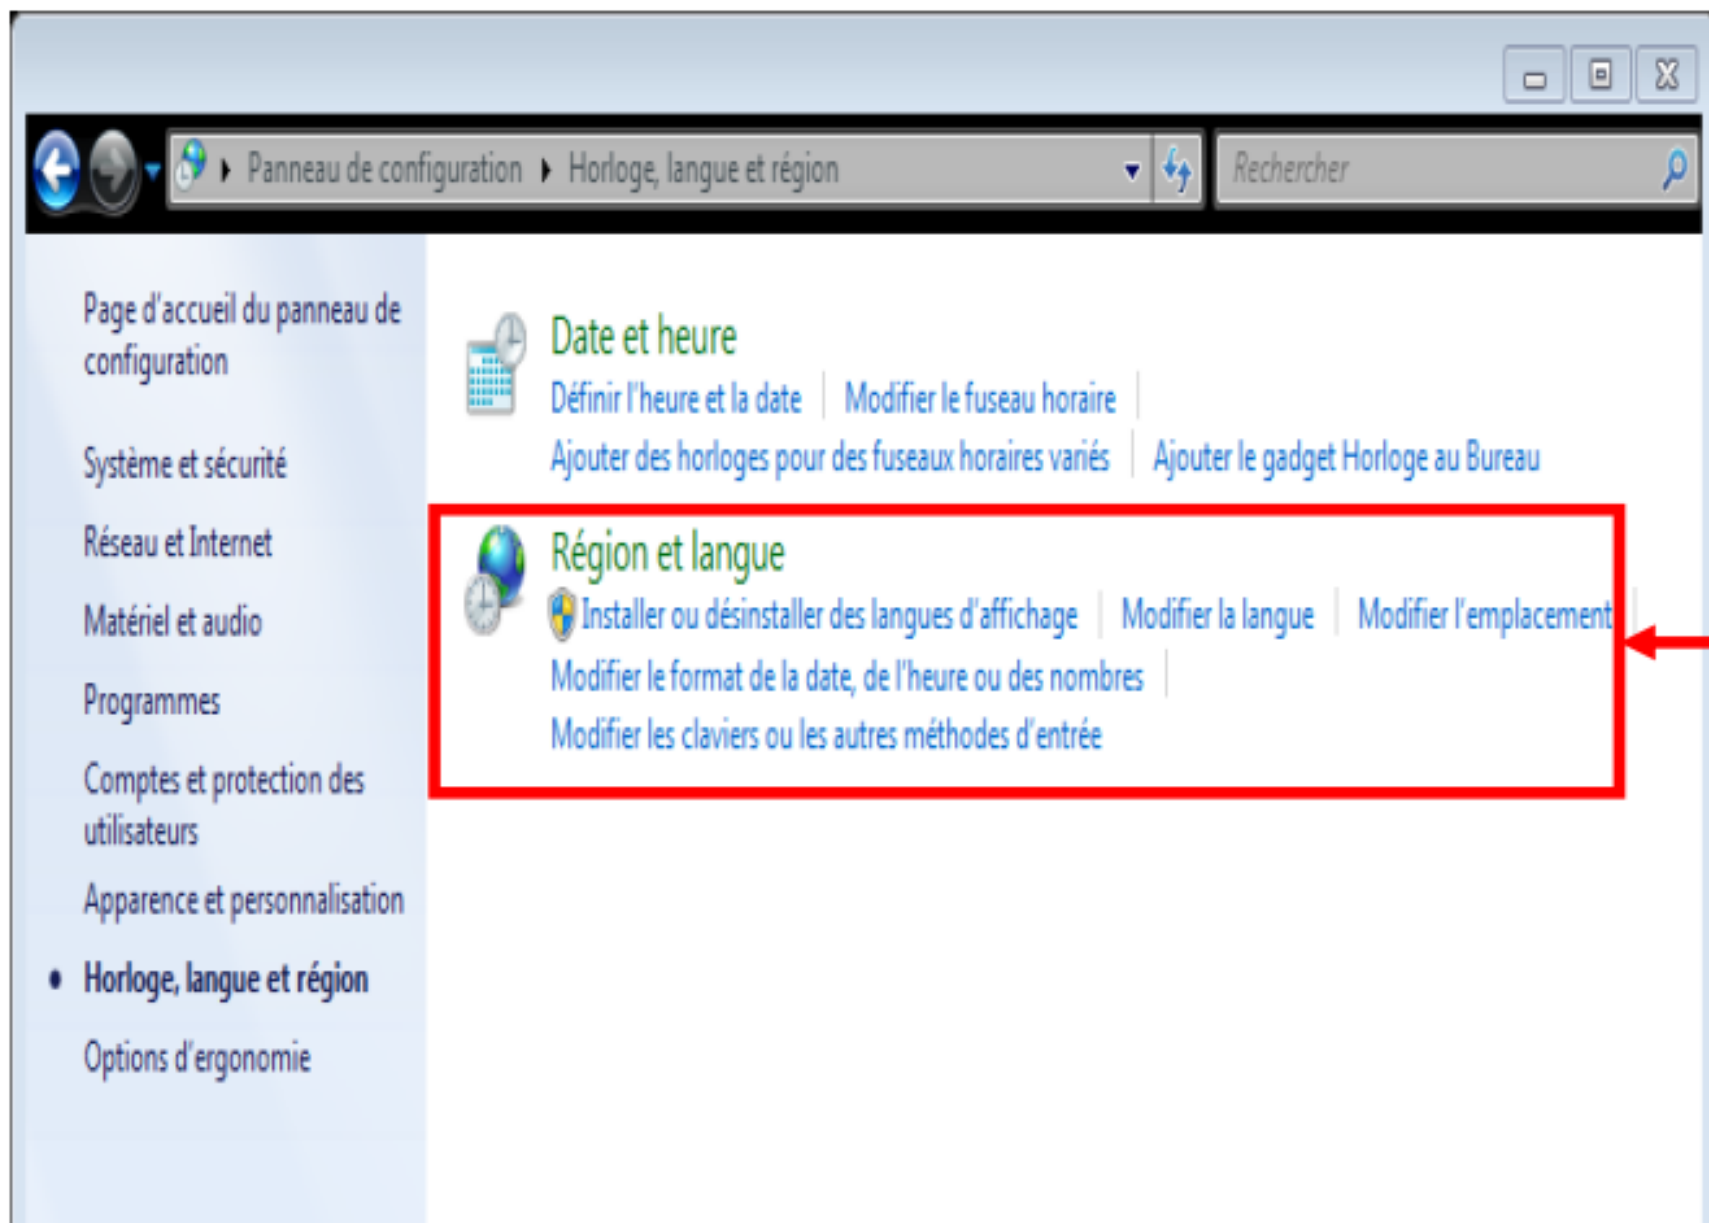 Panneau de configuration Horloge, langue et région Rechercher
Page d'accueil du panneau de
configuration
Système et sécurité
Réseau et Internet
Matériel et audio
Programmes
Comptes et protection des
utilisateurs
Apparence et personnalisation
Horloge, langue et région
Options d'ergonomie
Date et heure
Définir l'heure et la date Modifier le fuseau horaire
Ajouter des horloges pour des fuseaux horaires variés Ajouter le gadget Horloge au Bureau
Région et langue
Installer ou désinstaller des langues d'affichage Modifier la langue Modifier l'emplacement
Modifier le format de la date, de l'heure ou des nombres
Modifier les claviers ou les autres méthodes d'entrée